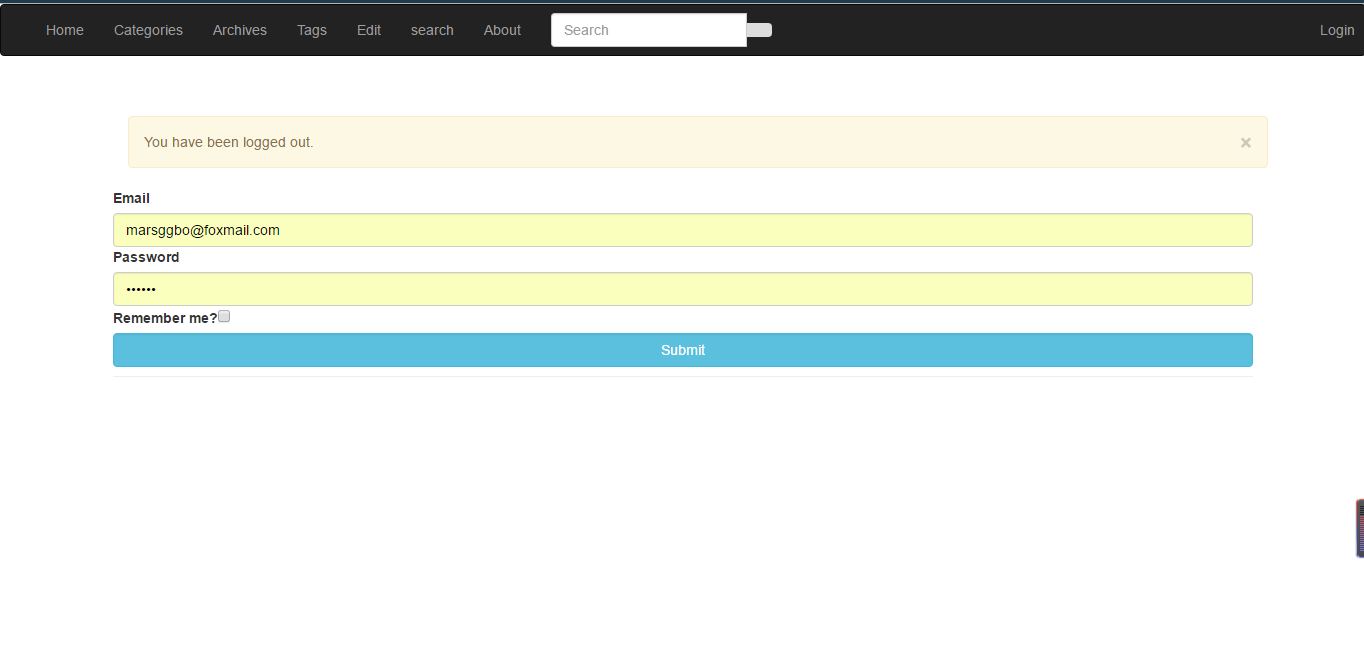 Home Categories Archives Tags Edit search About Search Login
You have been logged out. ×
Email
marsggbo@foxmail.com
Password
••••••
Remember me?
Submit